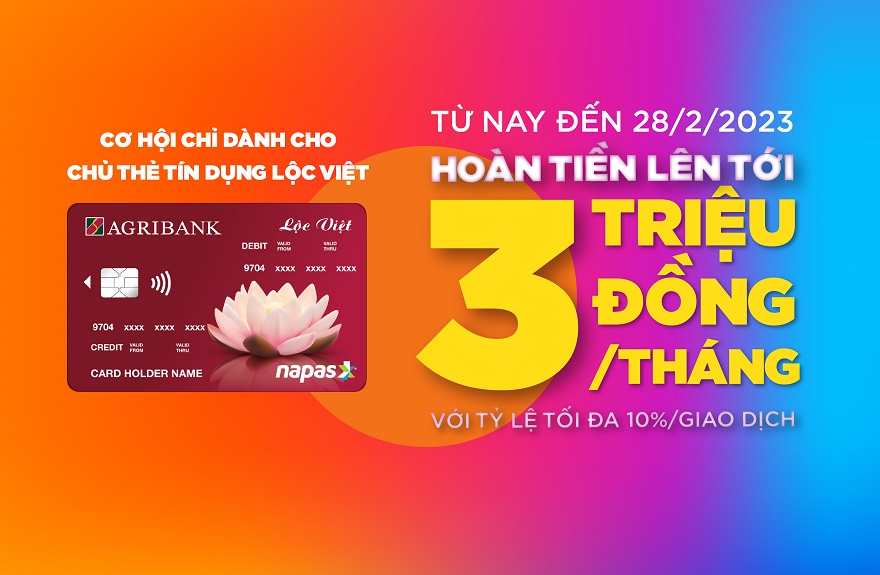 CƠ HỘI CHỈ DÀNH CHO
CHỦ THẺ TÍN DỤNG LỘC VIỆT
AGRIBANK
Lộc Việt
DEBIT VALID FROM VALID THRU
9704 xxxx xxxx xxxx
9704 xxxx xxxx xxxx
CREDIT VALID FROM VALID THRU
CARD HOLDER NAME
napas
TỪ NAY ĐẾN 28/2/2023
HOÀN TIỀN LÊN TỚI
3 TRIỆU
ĐỒNG
/THÁNG
VỚI TỶ LỆ TỐI ĐA 10%/GIAO DỊCH